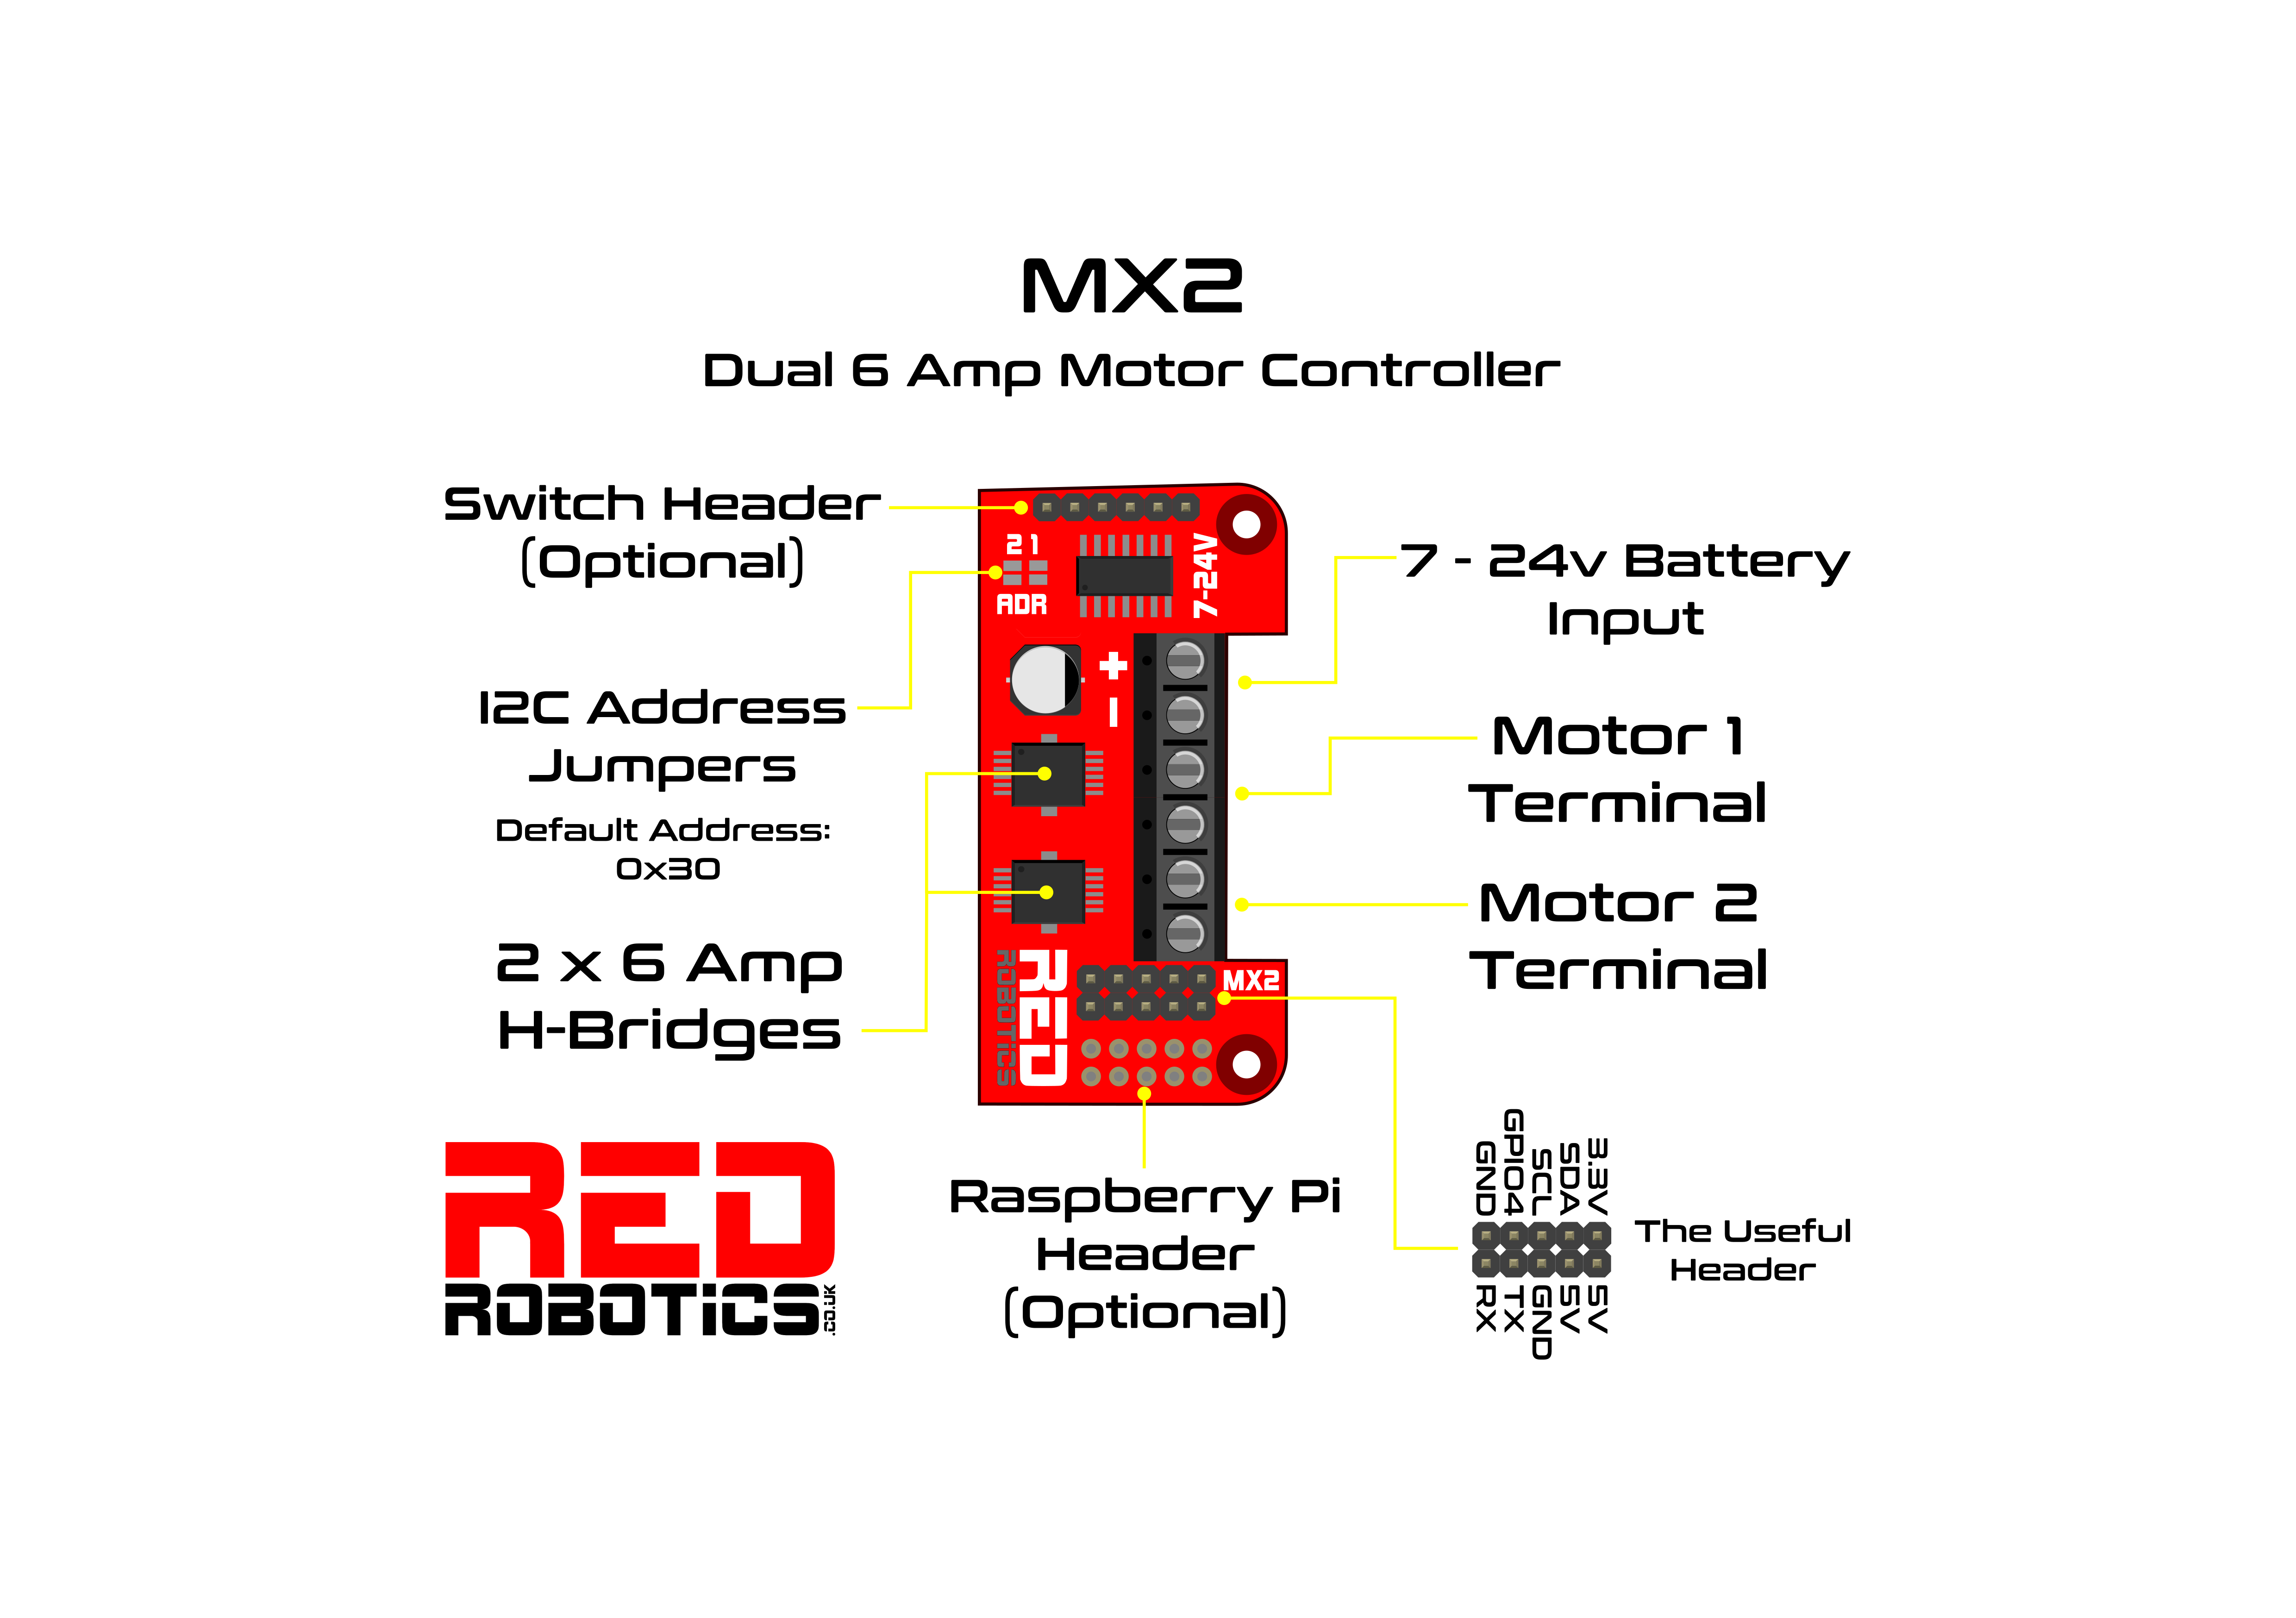 MX2
Dual 6 Amp Motor Controller
Switch Header
(Optional)
I2C Address
Jumpers
Default Address:
0x30
2 x 6 Amp
H-Bridges
2 1
ADR
7-24V
+
-
RED
ROBOTiCS
MX2
7 - 24v Battery
Input
Motor 1
Terminal
Motor 2
Terminal
Raspberry Pi
Header
(Optional)
GND
GPIO4
SCL
SDA
3.3V
RX
TX
GND
5V
5V
The Useful
Header
RED
ROBOTiCS
.CO.UK